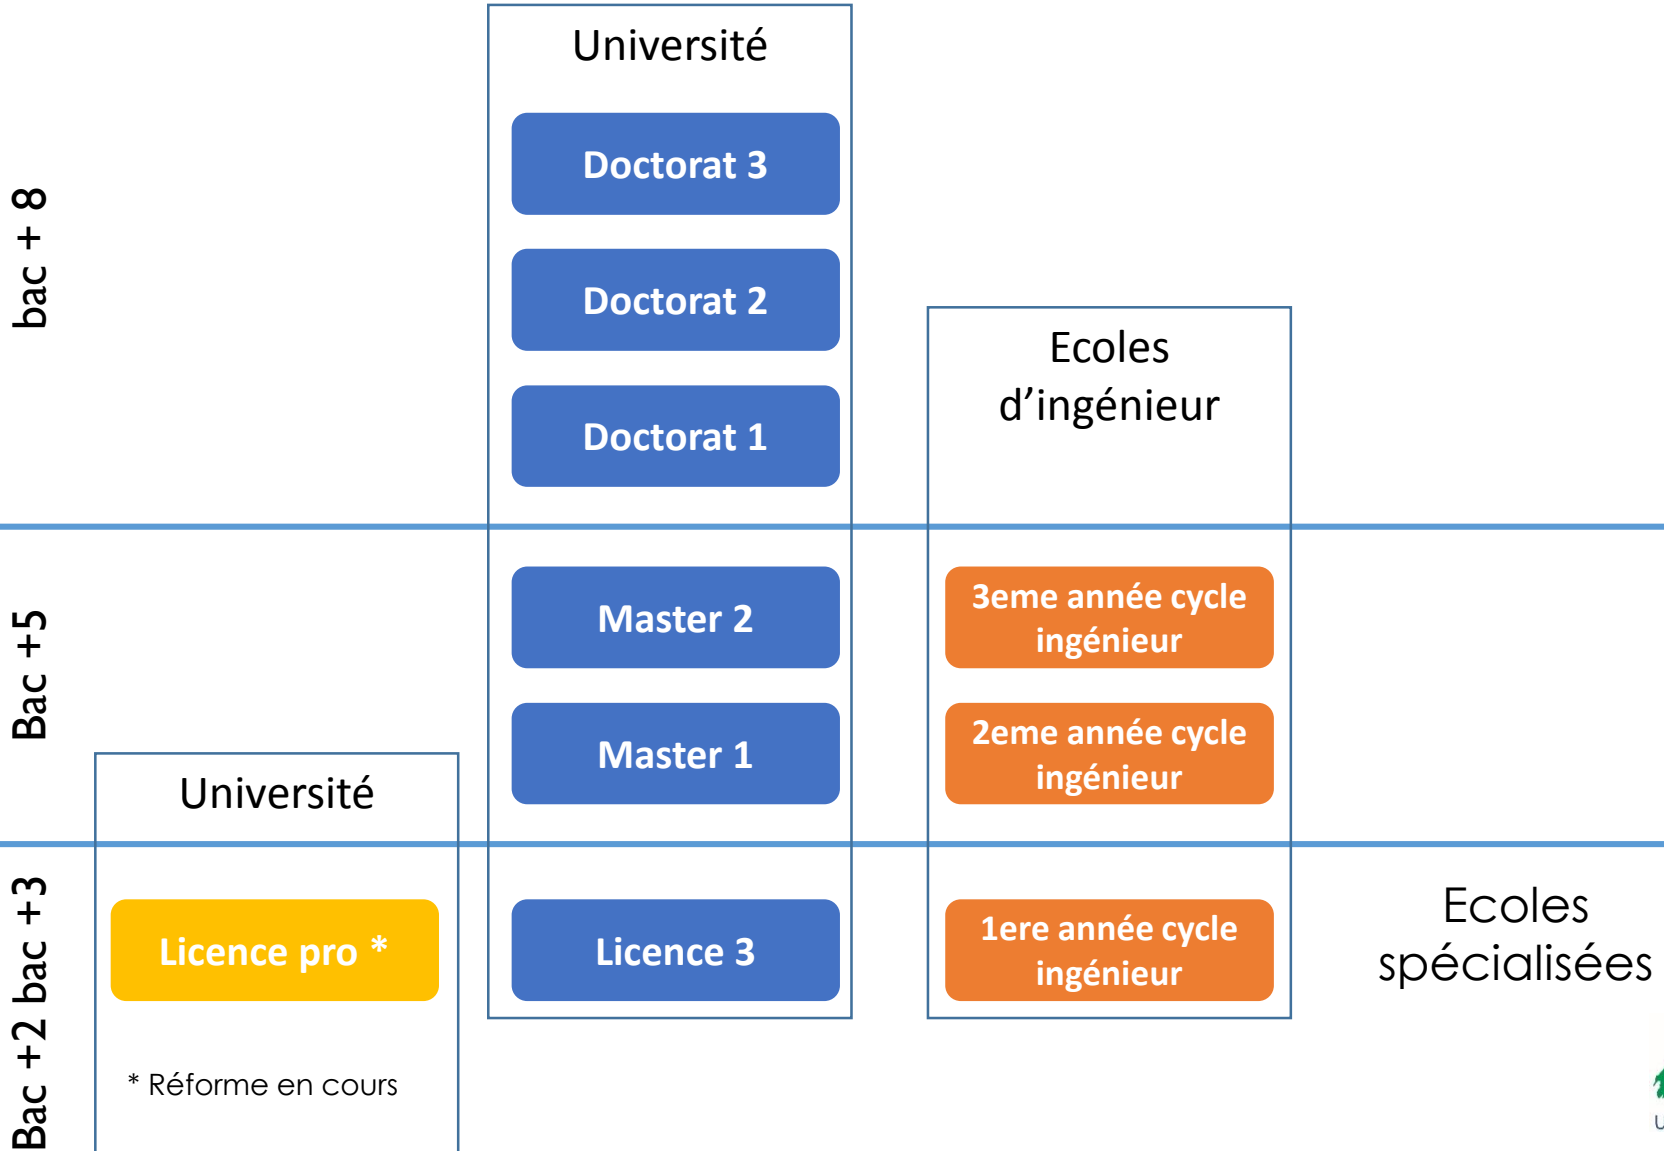 Université
Doctorat 3
bac + 8
Doctorat 2
Ecoles
d’ingénieur
Doctorat 1
Master 2
3eme année cycle
ingénieur
Bac +5
Master 1
2eme année cycle
ingénieur
Université
Bac +2 bac +3
Licence pro *
Licence 3
1ere année cycle
ingénieur
Ecoles
spécialisées
* Réforme en cours